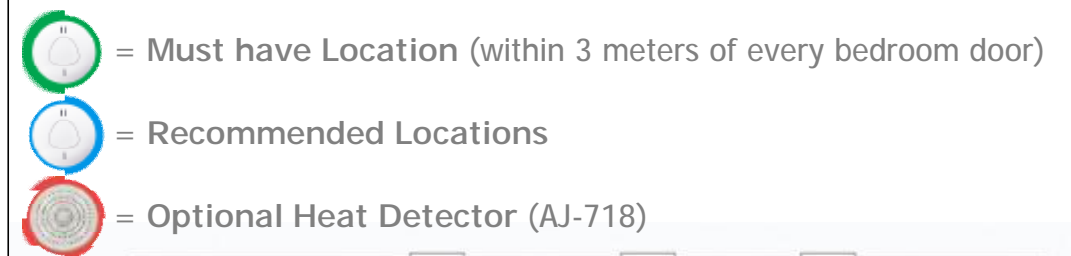 = Must have Location (within 3 meters of every bedroom door)
= Recommended Locations
= Optional Heat Detector (AJ-718)